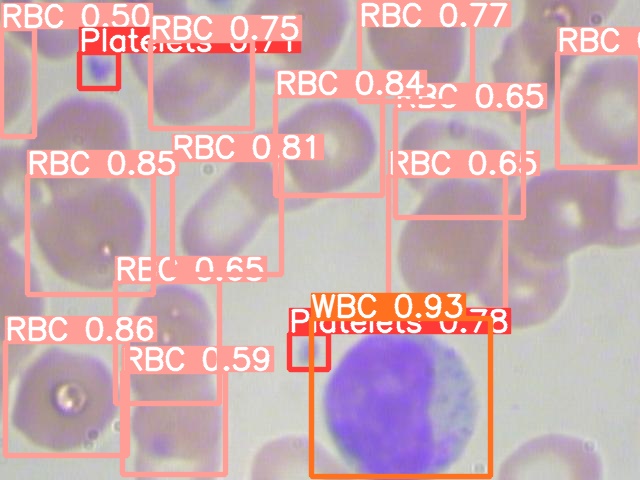 RBC 0.50
RBC 0.75
RBC 0.77
Platelets 0.71
RBC
RBC 0.84
RBC 0.65
RBC 0.81
RBC 0.85
RBC 0.65
RBC 0.65
WBC 0.93
Platelets 0.78
RBC 0.86
RBC 0.59